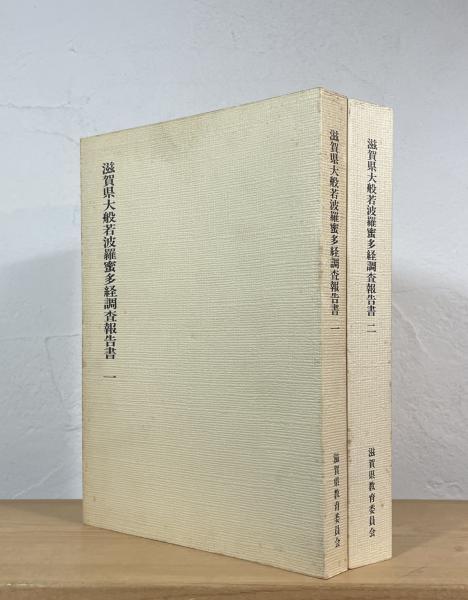 滋賀県大般若波羅蜜多経調査報告書 一
滋賀県大般若波羅蜜多経調査報告書 一
滋賀県教育委員会
滋賀県大般若波羅蜜多経調査報告書 二
滋賀県教育委員会